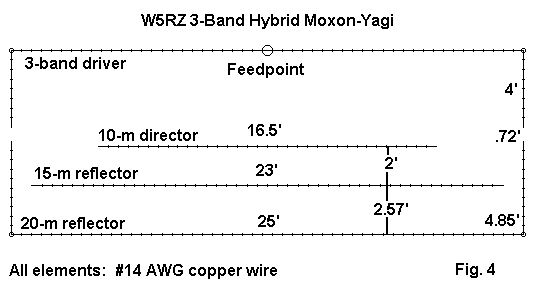 W5RZ 3-Band Hybrid Moxon-Yagi
3-band driver
Feedpoint
4'
16.5'
10-m director
.72'
2'
15-m reflector
23'
2.57'
20-m reflector
25'
4.85'
All elements: #14 AWG copper wire
Fig. 4